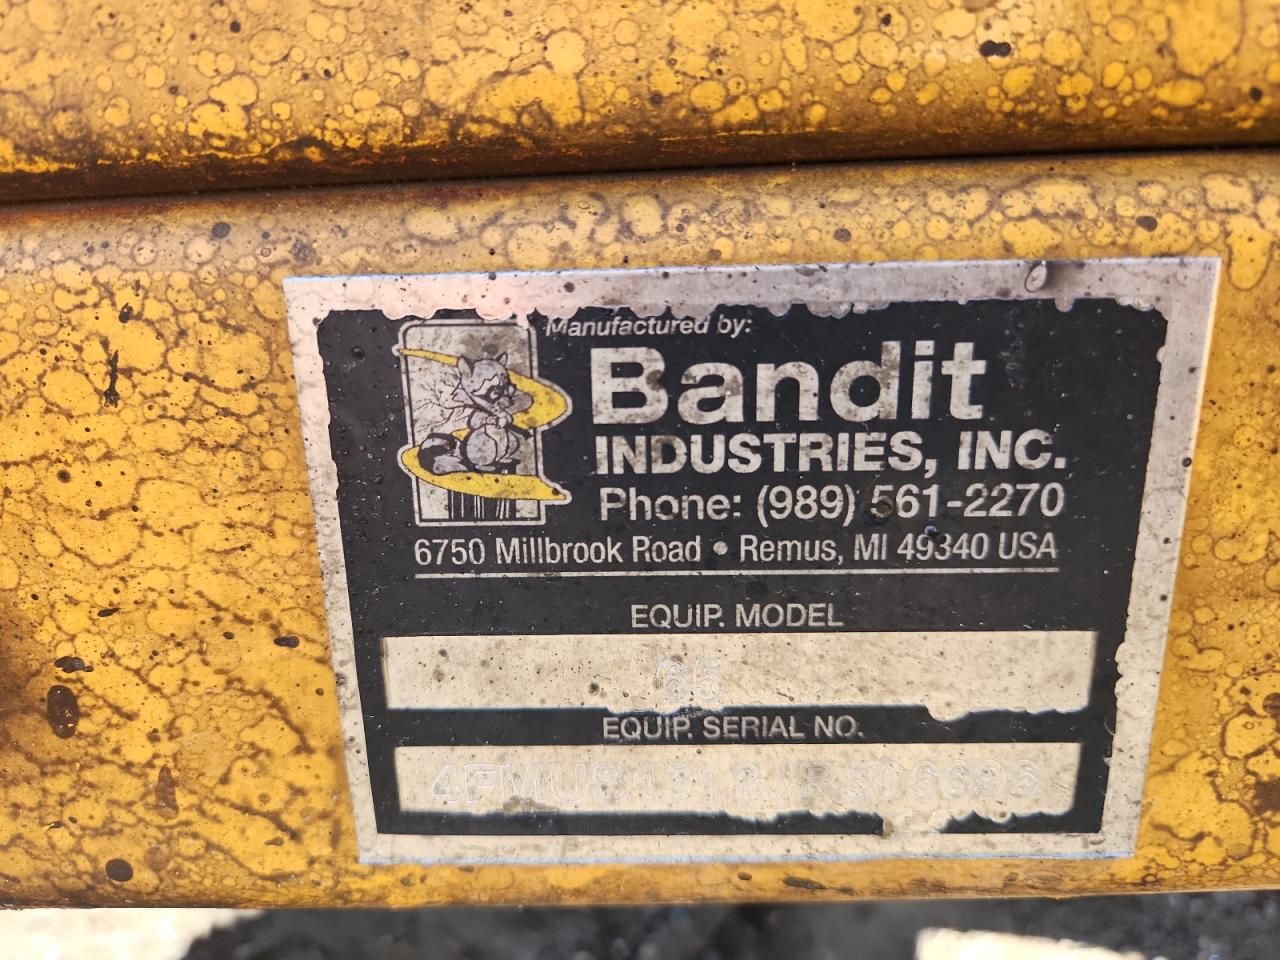 Manufactured by:
Bandit
INDUSTRIES, INC.
Phone: (989) 561-2270
6750 Millbrook Road • Remus, MI 49340 USA
EQUIP. MODEL
65
EQUIP. SERIAL NO.